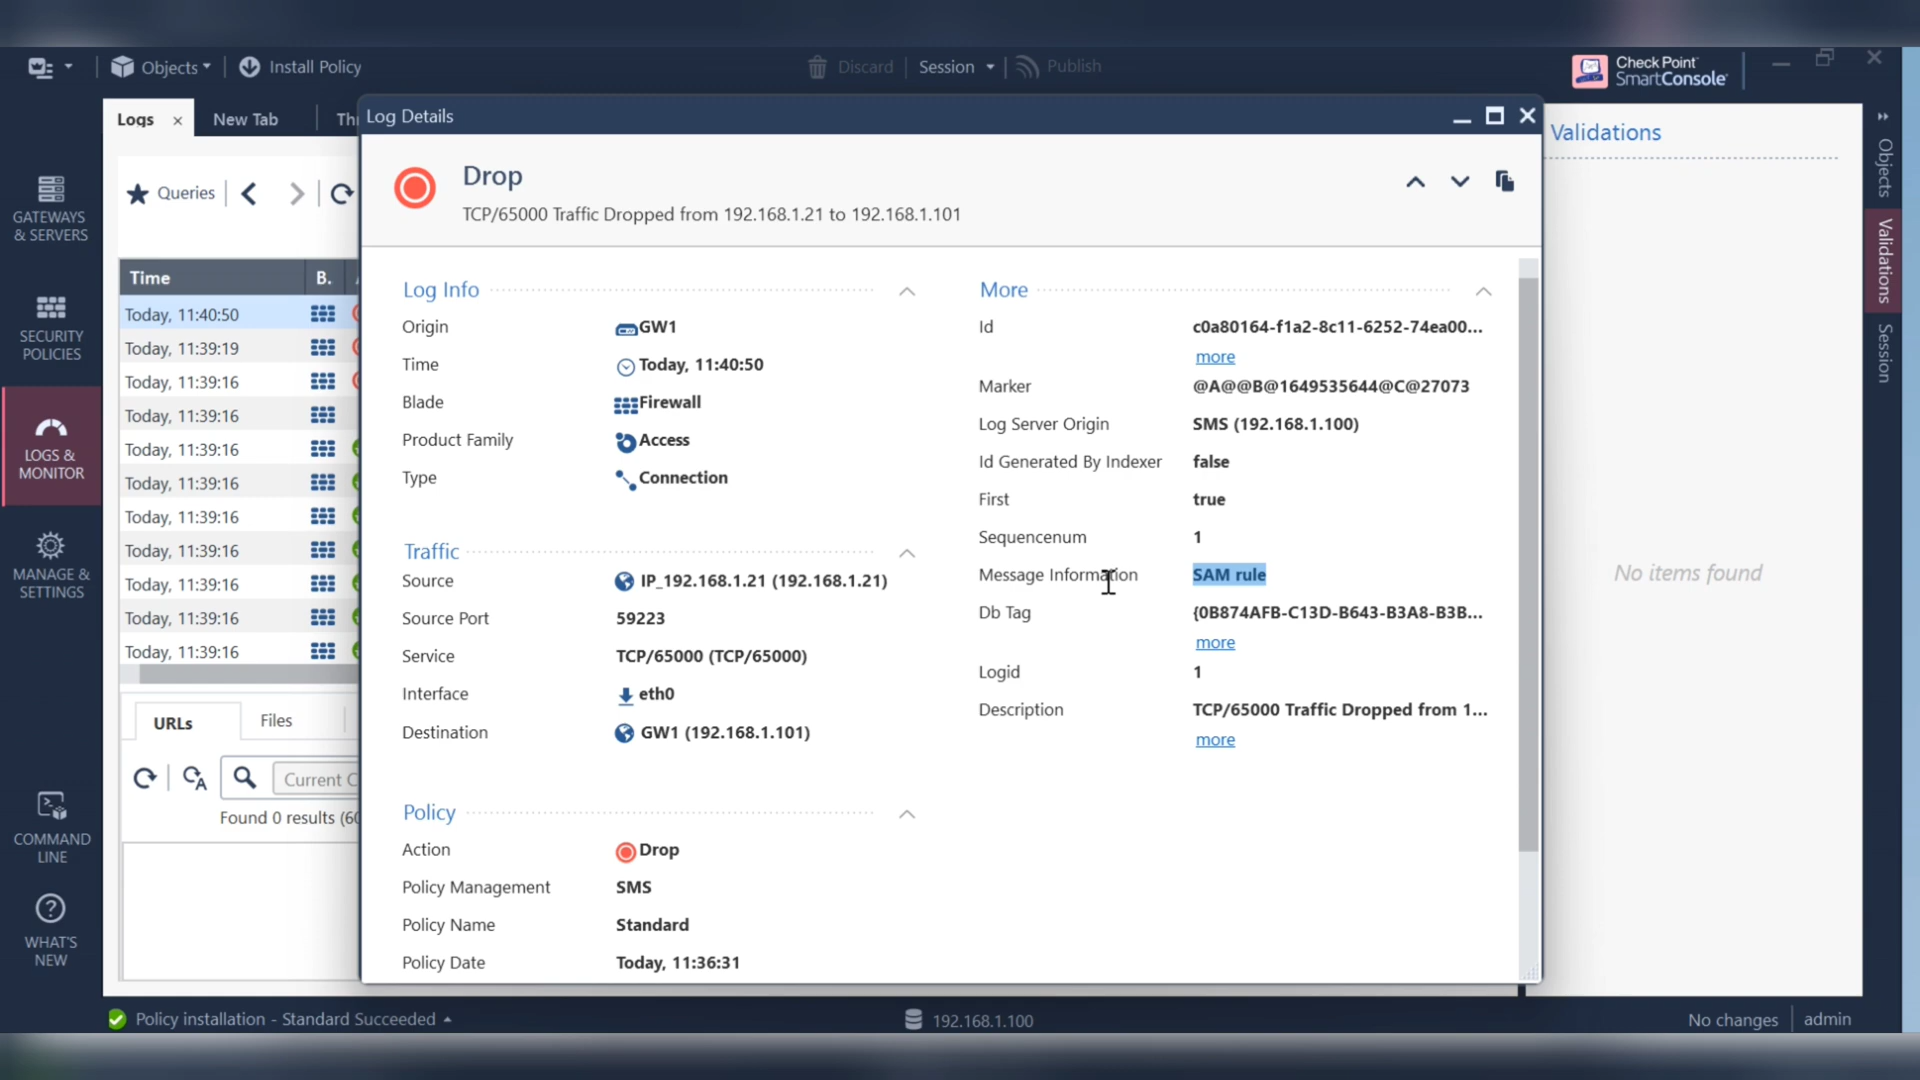 Objects
Install Policy
Discard
Session
Publish
Check Point
SmartConsole
Logs
New Tab
Log Details
Validations
Drop
TCP/65000 Traffic Dropped from 192.168.1.21 to 192.168.1.101
Queries
GATEWAYS
& SERVERS
SECURITY
POLICIES
LOGS &
MONITOR
MANAGE &
SETTINGS
COMMAND
LINE
WHAT'S
NEW
Time B.
Today, 11:40:50
Today, 11:39:19
Today, 11:39:16
Today, 11:39:16
Today, 11:39:16
Today, 11:39:16
Today, 11:39:16
Today, 11:39:16
Today, 11:39:16
Today, 11:39:16
Today, 11:39:16
URLs
Files
Current C
Found 0 results (60
Log Info
Origin GW1
Time Today, 11:40:50
Blade Firewall
Product Family Access
Type Connection
Traffic
Source IP_192.168.1.21 (192.168.1.21)
Source Port 59223
Service TCP/65000 (TCP/65000)
Interface eth0
Destination GW1 (192.168.1.101)
Policy
Action Drop
Policy Management SMS
Policy Name Standard
Policy Date Today, 11:36:31
More
Id c0a80164-f1a2-8c11-6252-74ea00...
more
Marker @A@@B@1649535644@C@27073
Log Server Origin SMS (192.168.1.100)
Id Generated By Indexer false
First true
Sequencenum 1
Message Information SAM rule
Db Tag {0B874AFB-C13D-B643-B3A8-B3B...
more
Logid 1
Description TCP/65000 Traffic Dropped from 1...
more
No items found
Objects
Validations
Session
Policy installation - Standard Succeeded
192.168.1.100
No changes
admin